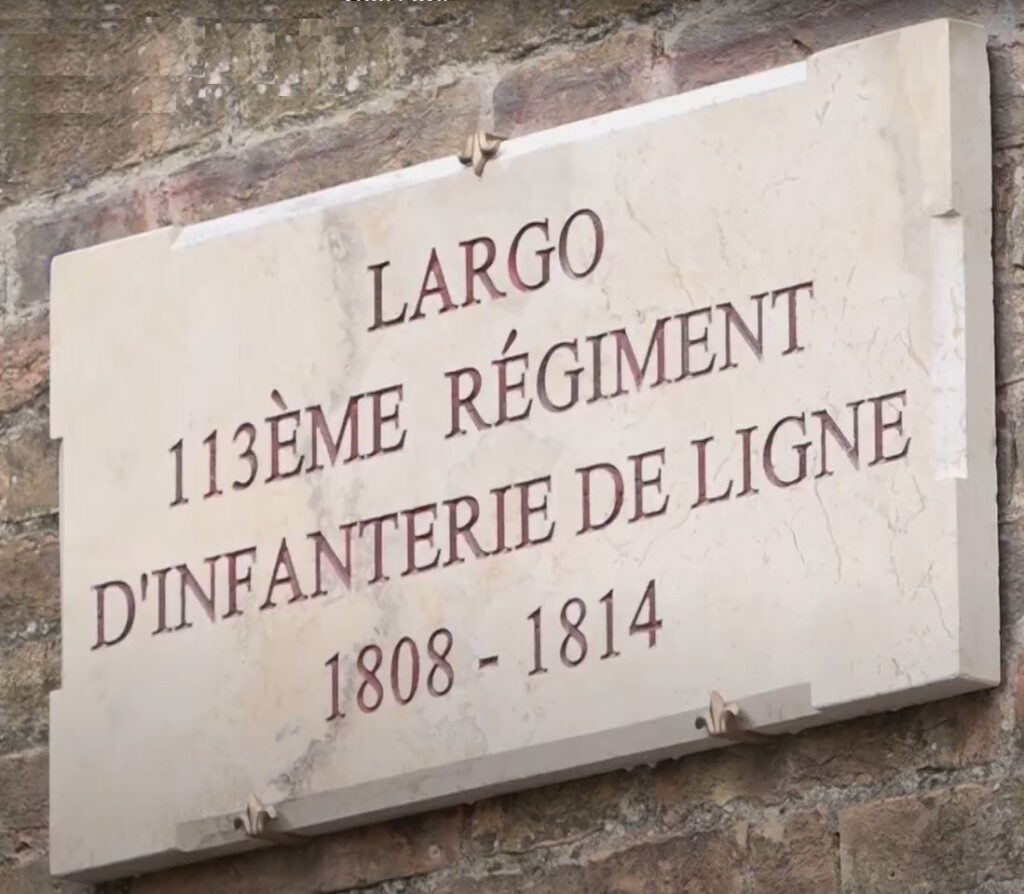 LARGO
113ÈME RÉGIMENT
D'INFANTERIE DE LIGNE
1808 - 1814